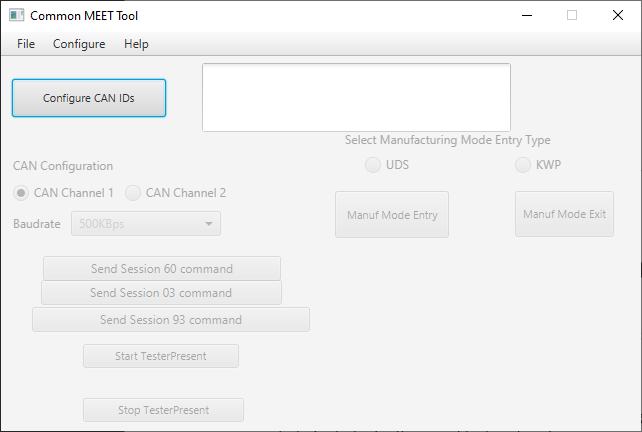 Common MEET Tool
File Configure Help
Configure CAN IDs
Select Manufacturing Mode Entry Type
CAN Configuration
UDS KWP
CAN Channel 1 CAN Channel 2
Manuf Mode Entry Manuf Mode Exit
Baudrate 500KBps
Send Session 60 command
Send Session 03 command
Send Session 93 command
Start TesterPresent
Stop TesterPresent